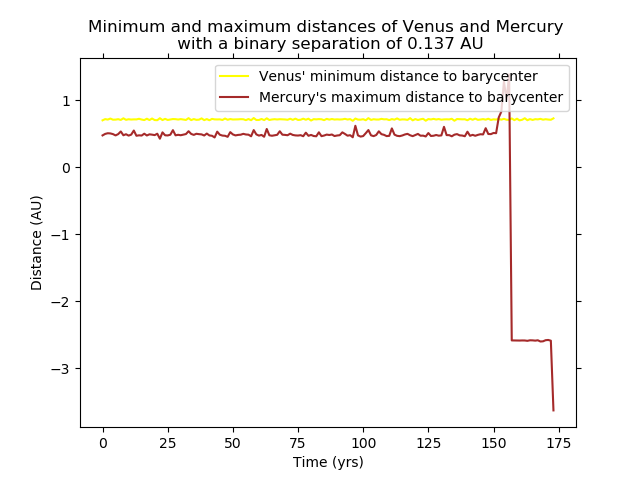 Minimum and maximum distances of Venus and Mercury
with a binary separation of 0.137 AU
Venus' minimum distance to barycenter
Mercury's maximum distance to barycenter
Distance (AU)
1
0
−1
−2
−3
0 25 50 75 100 125 150 175
Time (yrs)